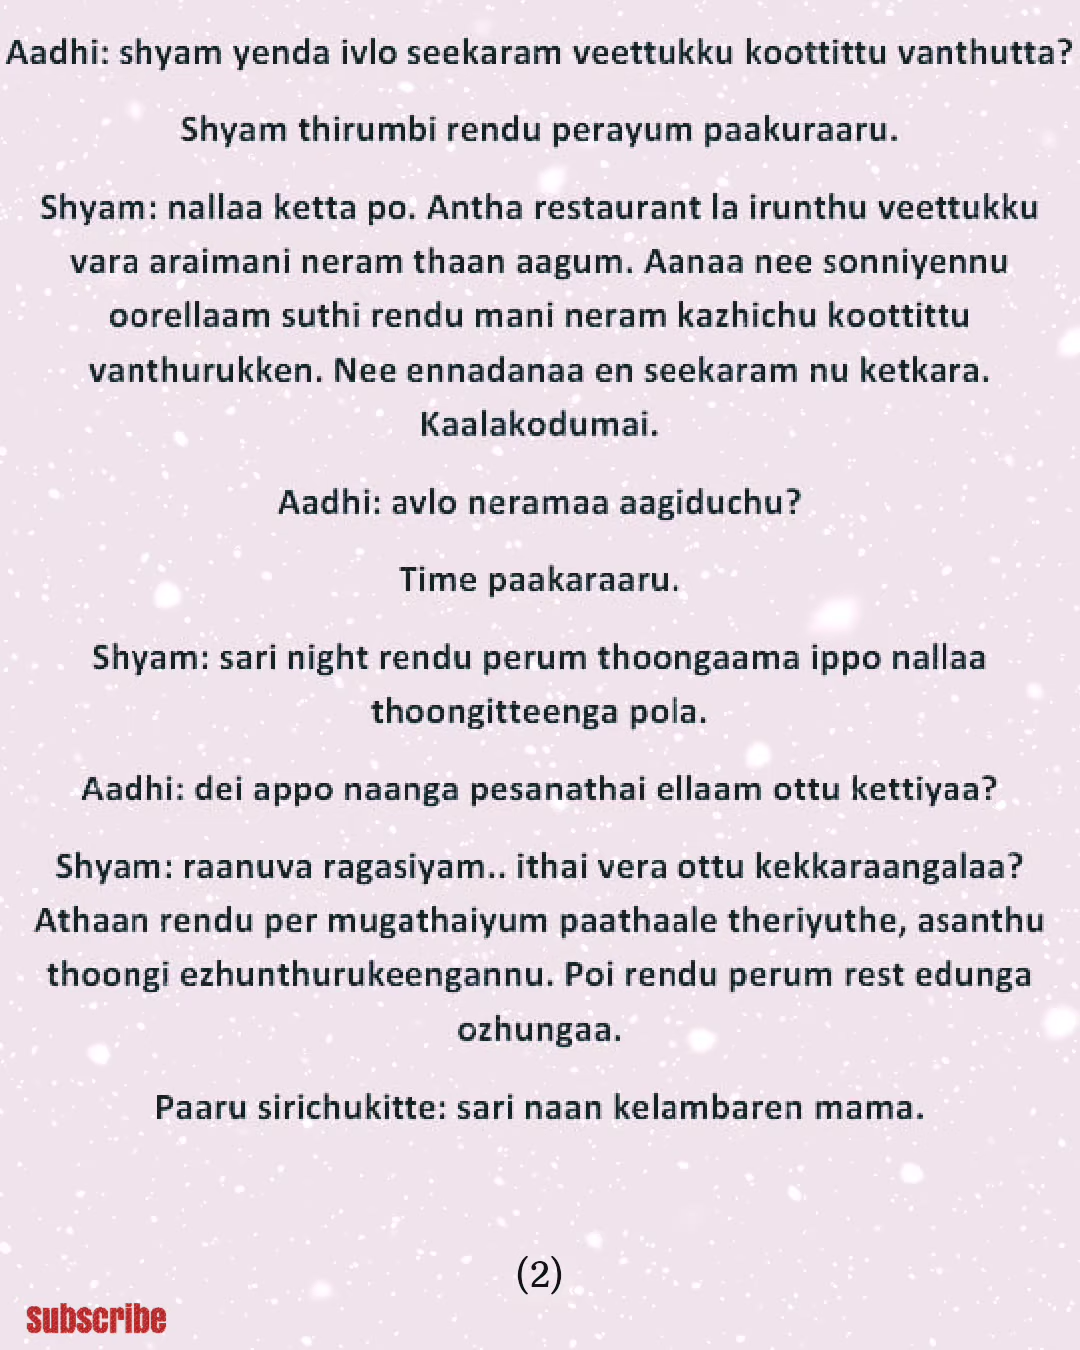 Aadhi: shyam yenda ivlo seekaram veettukku koottittu vanthutta?
Shyam thirumbi rendu perayum paakuraaru.
Shyam: nallaa ketta po. Antha restaurant la irunthu veettukku
vara araimani neram thaan aagum. Aanaa nee sonniyennu
oorellaam suthi rendu mani neram kazhichu koottittu
vanthurukken. Nee ennadanaa en seekaram nu ketkara.
Kaalakodumai.
Aadhi: avlo neramaa aagiduchu?
Time paakaraaru.
Shyam: sari night rendu perum thoongaama ippo nallaa
thoongitteenga pola.
Aadhi: dei appo naanga pesanathai ellaam ottu kettiyaa?
Shyam: raanuva ragasiyam.. ithai vera ottu kekkaraangalaa?
Athaan rendu per mugathaiyum paathaale theriyuthe, asanthu
thoongi ezhunthurukeengannu. Poi rendu perum rest edunga
ozhungaa.
Paaru sirichukitte: sari naan kelambaren mama.
(2)
subscribe